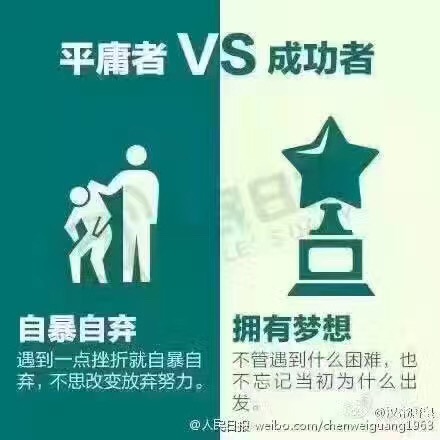 平庸者 VS 成功者
自暴自弃
遇到一点挫折就自暴自
弃，不思改变放弃努力。
拥有梦想
不管遇到什么困难，也
不忘记当初为什么出
发。
@人民日报 weibo.com/chenweiguang1963